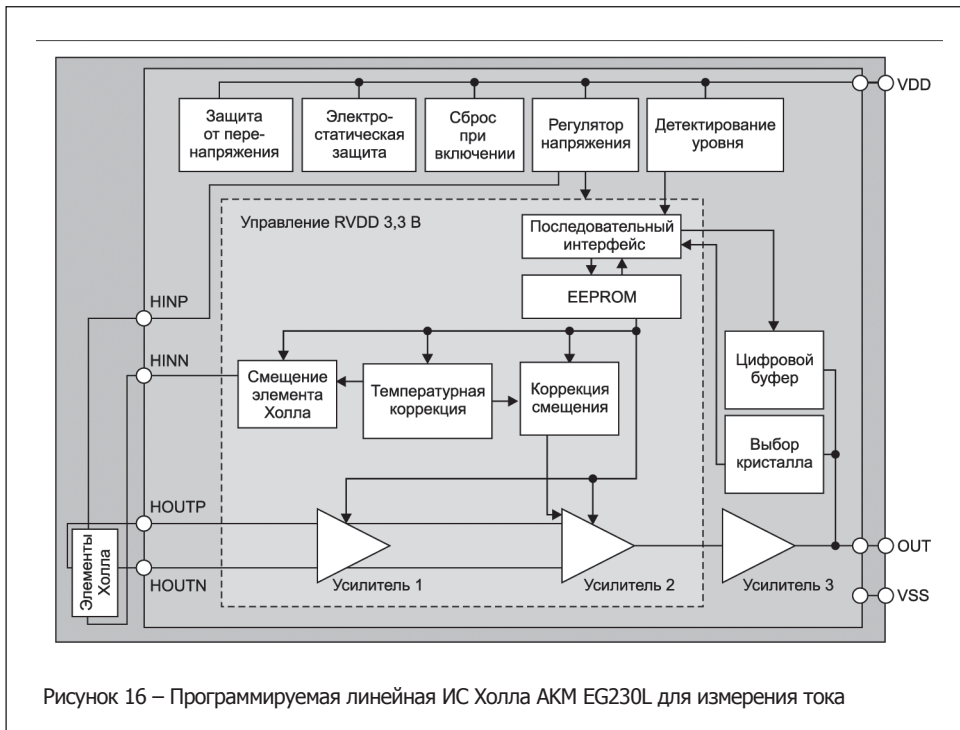 VDD
Защита
от пере-
напряжения
Электро-
статическая
защита
Сброс
при
включении
Регулятор
напряжения
Детектирование
уровня
Управление RVDD 3,3 В
Последовательный
интерфейс
EEPROM
HINP
HINN
Смещение
элемента
Холла
Температурная
коррекция
Коррекция
смещения
Цифровой
буфер
Выбор
кристалла
HOUTP
HOUTN
Элементы
Холла
Усилитель 1
Усилитель 2
Усилитель 3
OUT
VSS
Рисунок 16 – Программируемая линейная ИС Холла AKM EG230L для измерения тока